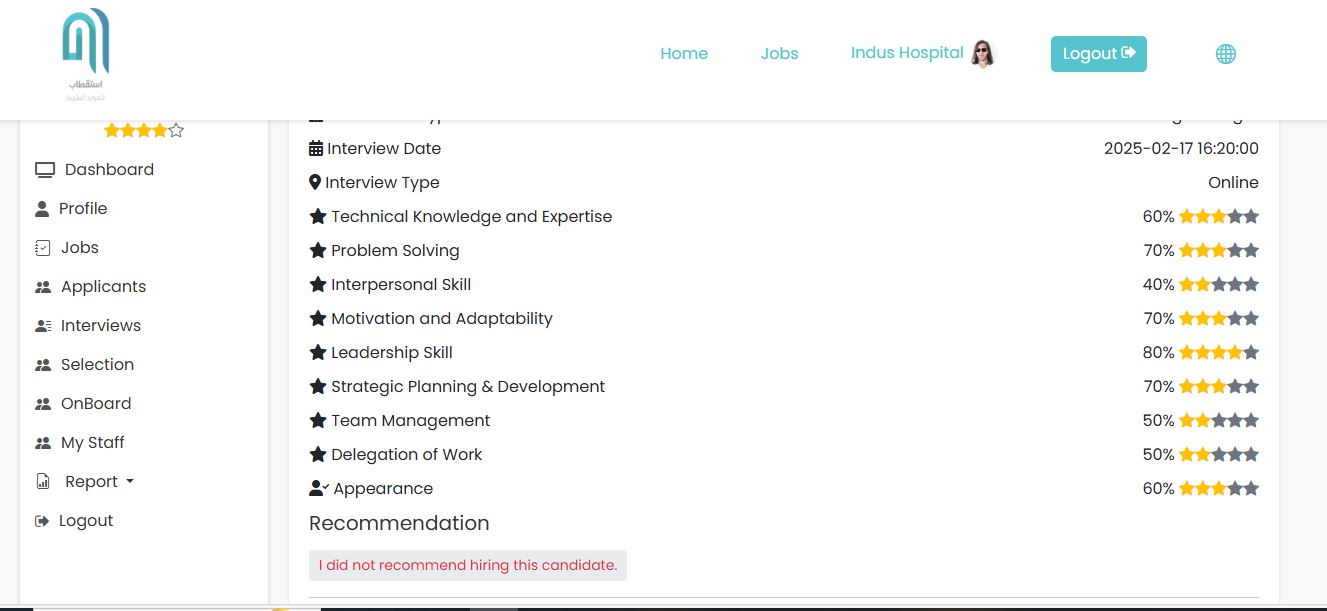 استقطاب
للموارد البشرية
Home
Jobs
Indus Hospital
Logout
Dashboard
Profile
Jobs
Applicants
Interviews
Selection
OnBoard
My Staff
Report
Logout
Interview Date 2025-02-17 16:20:00
Interview Type Online
Technical Knowledge and Expertise 60%
Problem Solving 70%
Interpersonal Skill 40%
Motivation and Adaptability 70%
Leadership Skill 80%
Strategic Planning & Development 70%
Team Management 50%
Delegation of Work 50%
Appearance 60%
Recommendation
I did not recommend hiring this candidate.